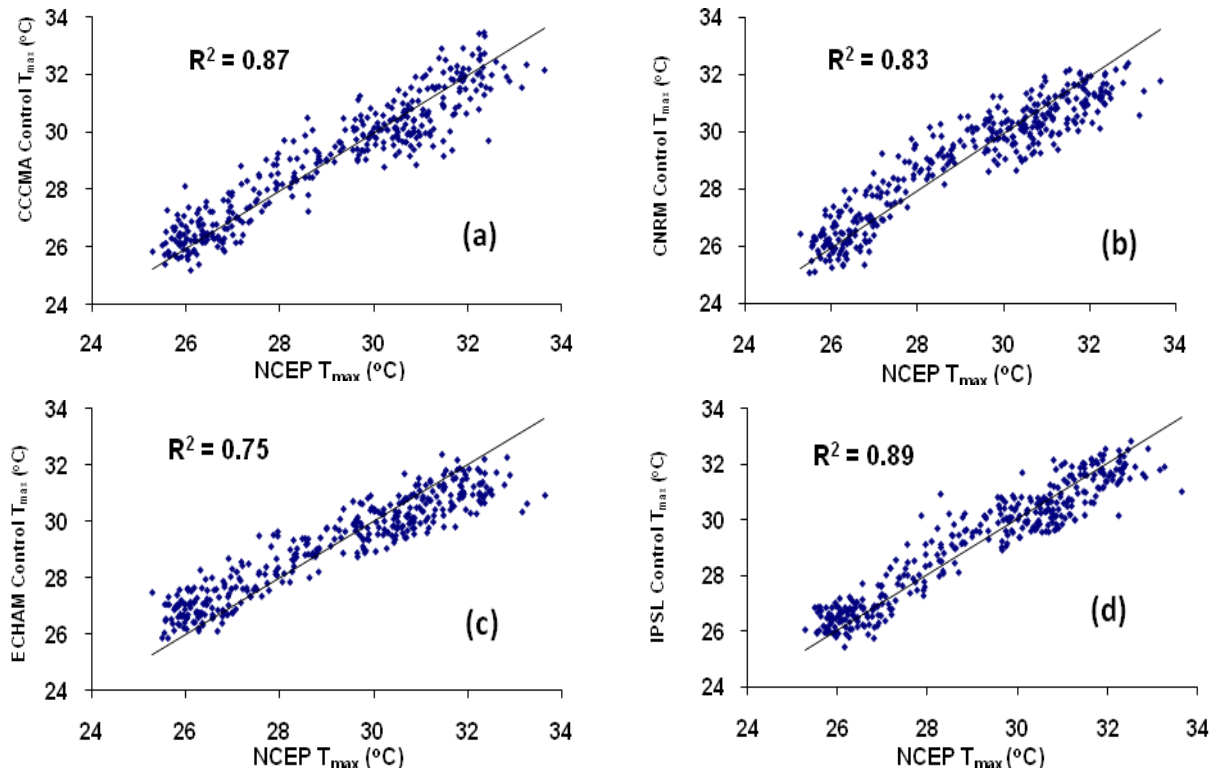 CCCMA Control Tmax (°C)
34
32
30
28
26
24
R² = 0.87
(a)
24 26 28 30 32 34
NCEP Tmax (°C)
CNRM Control Tmax (°C)
34
32
30
28
26
24
R² = 0.83
(b)
24 26 28 30 32 34
NCEP Tmax (°C)
ECHAM Control Tmax (°C)
34
32
30
28
26
24
R² = 0.75
(c)
24 26 28 30 32 34
NCEP Tmax (°C)
IPSL Control Tmax (°C)
34
32
30
28
26
24
R² = 0.89
(d)
24 26 28 30 32 34
NCEP Tmax (°C)